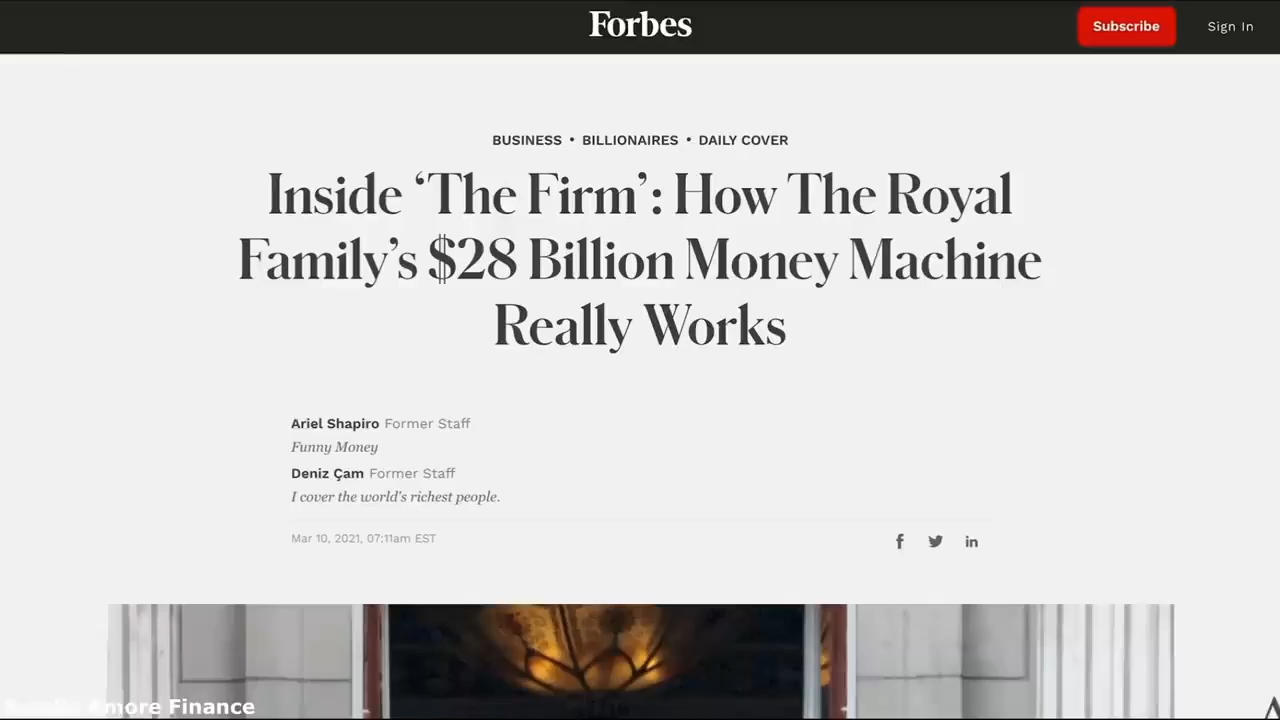 Forbes
Subscribe
Sign In
BUSINESS • BILLIONAIRES • DAILY COVER
Inside ‘The Firm’: How The Royal
Family’s $28 Billion Money Machine
Really Works
Ariel Shapiro Former Staff
Funny Money
Deniz Çam Former Staff
I cover the world’s richest people.
Mar 10, 2021, 07:11am EST
f
in
more Finance